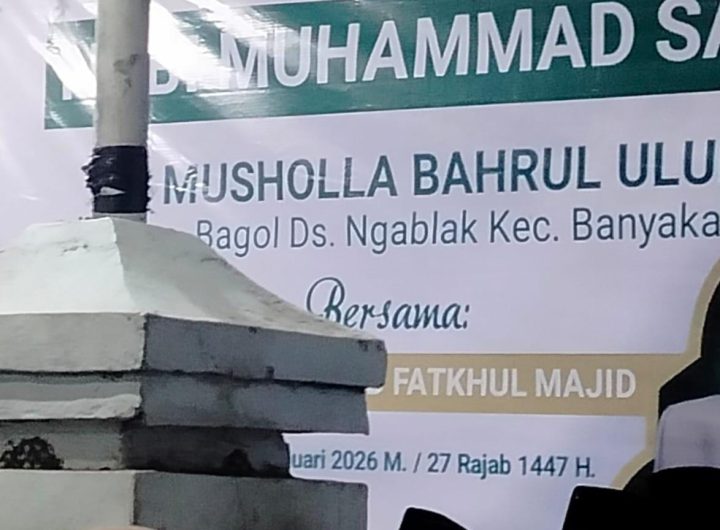 MUHAMMAD SA
MUSHOLLA BAHRUL ULU
Bagol Ds. Ngablak Kec. Banyaka
Bersama:
FATKHUL MAJID
uari 2026 M. / 27 Rajab 1447 H.